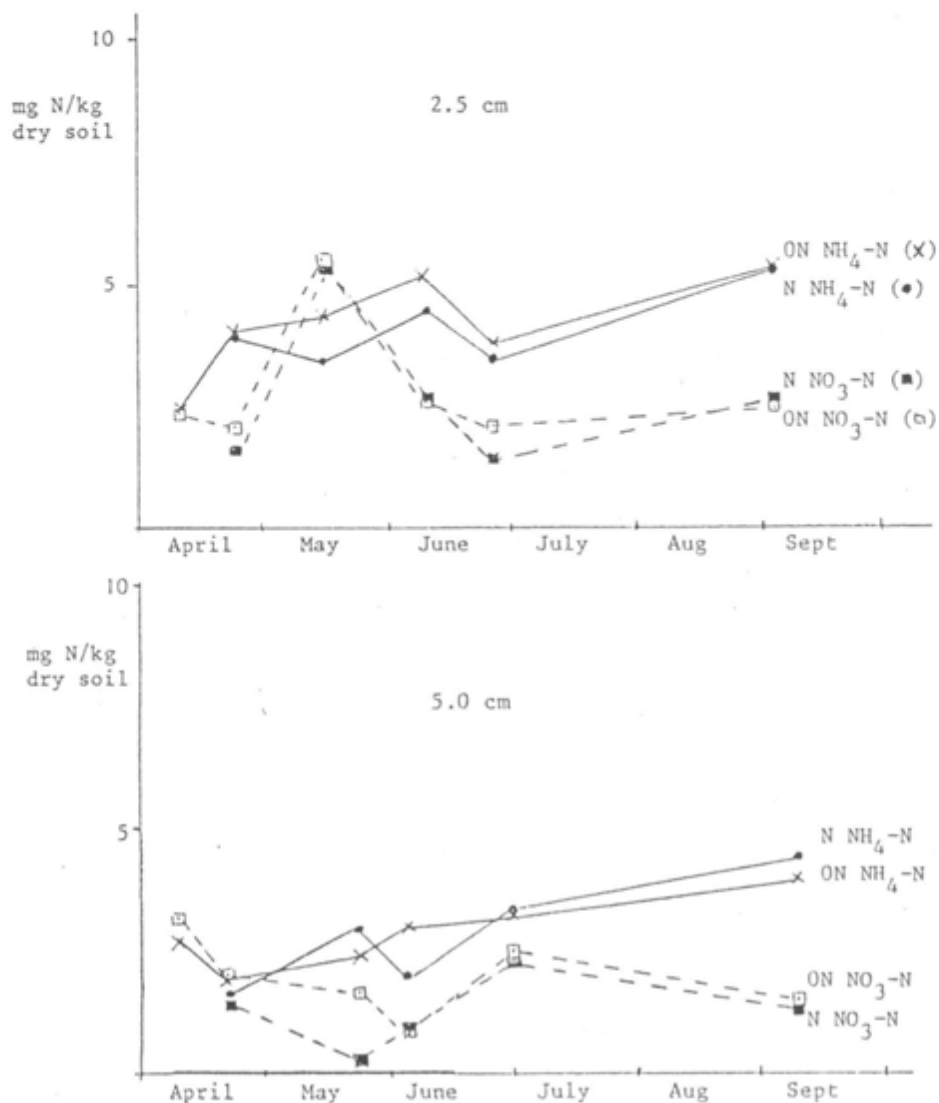 10
mg N/kg
dry soil
2.5 cm
5
ON NH₄-N (x)
N NH₄-N (●)
N NO₃-N (■)
ON NO₃-N (□)
April May June July Aug Sept
10
mg N/kg
dry soil
5.0 cm
5
N NH₄-N
ON NH₄-N
ON NO₃-N
N NO₃-N
April May June July Aug Sept